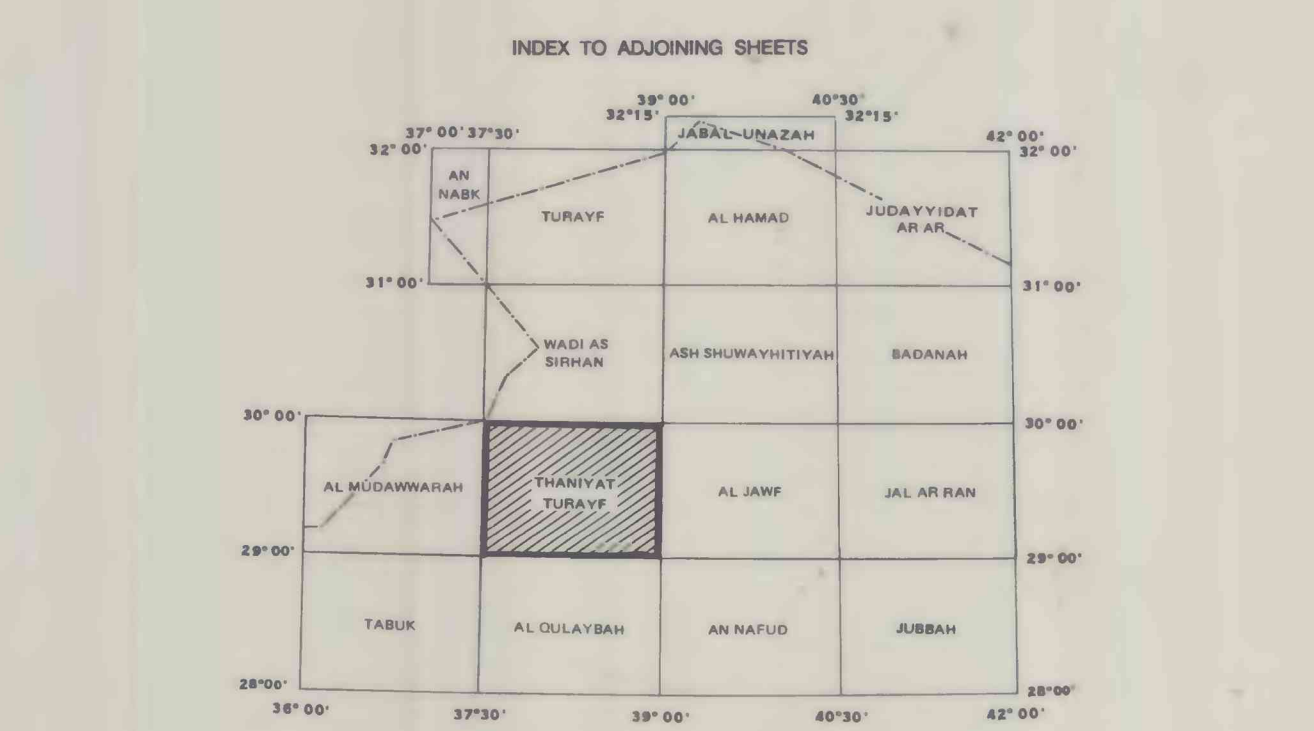 INDEX TO ADJOINING SHEETS
39° 00' 40°30'
32°15' 32°15'
37° 00' 37°30' JABAL UNAZAH 42° 00'
32° 00' 32° 00'
AN
NABK
TURAYF AL HAMAD JUDAYYIDAT
AR AR
31° 00' 31° 00'
WADI AS
SIRHAN
ASH SHUWAYHITIYAH BADANAH
30° 00' 30° 00'
AL MUDAWWARAH THANIYAT
TURAYF
AL JAWF JAL AR RAN
29° 00' 29° 00'
TABUK AL QULAYBAH AN NAFUD JUBBAH
28°00' 28°00'
36° 00' 37°30' 39°00' 40°30' 42° 00'